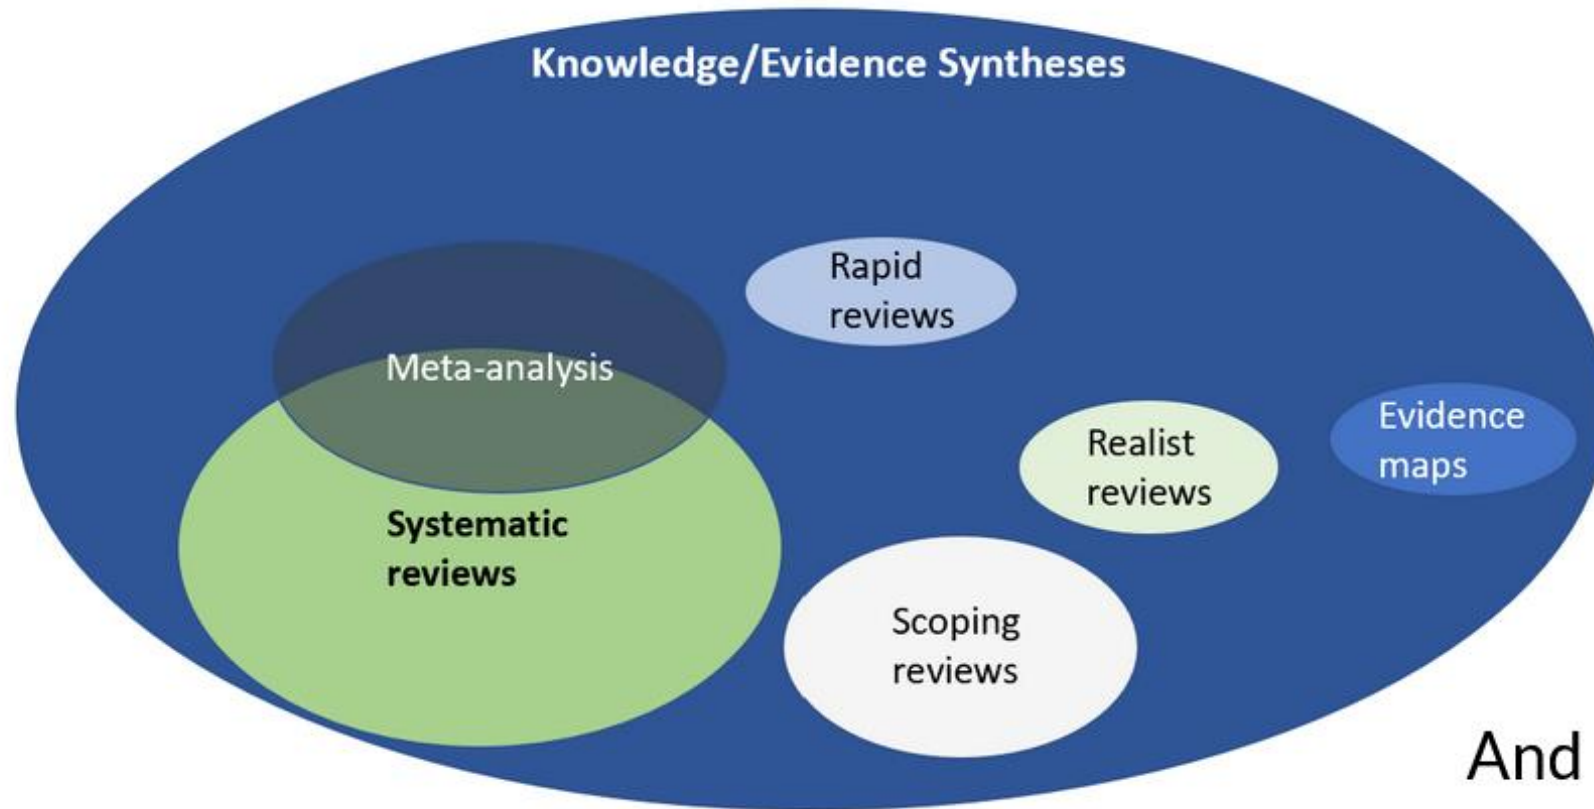 Knowledge/Evidence Syntheses
Rapid
reviews
Meta-analysis
Evidence
maps
Realist
reviews
Systematic
reviews
Scoping
reviews
And